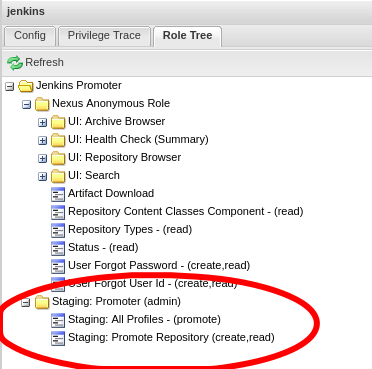 jenkins
Config Privilege Trace Role Tree
Refresh
Jenkins Promoter
Nexus Anonymous Role
UI: Archive Browser
UI: Health Check (Summary)
UI: Repository Browser
UI: Search
Artifact Download
Repository Content Classes Component - (read)
Repository Types - (read)
Status - (read)
User Forgot Password - (create,read)
User Forgot User Id - (create,read)
Staging: Promoter (admin)
Staging: All Profiles - (promote)
Staging: Promote Repository (create,read)